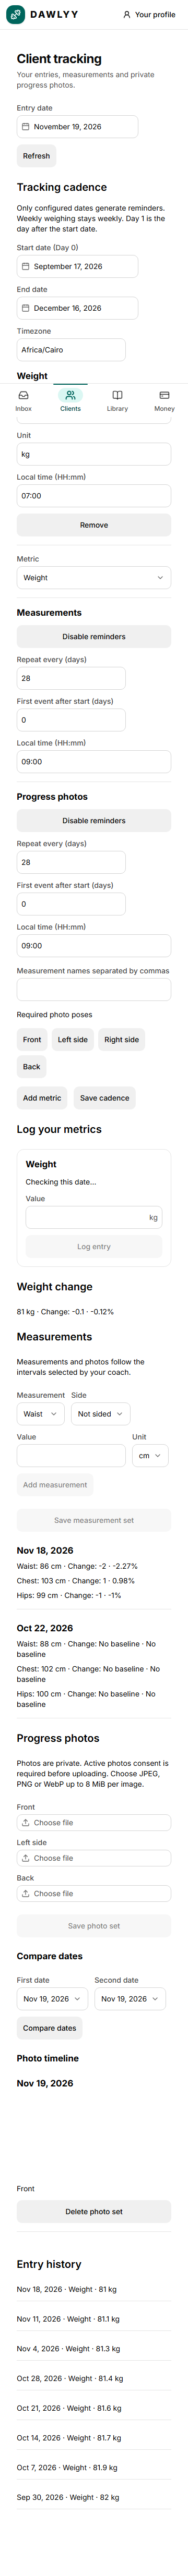 DAWLYY
Your profile
Client tracking
Your entries, measurements and private
progress photos.
Entry date
November 19, 2026
Refresh
Tracking cadence
Only configured dates generate reminders.
Weekly weighing stays weekly. Day 1 is the
day after the start date.
Start date (Day 0)
September 17, 2026
End date
December 16, 2026
Timezone
Africa/Cairo
Weight
Inbox
Clients
Library
Money
Unit
kg
Local time (HH:mm)
07:00
Remove
Metric
Weight
Measurements
Disable reminders
Repeat every (days)
28
First event after start (days)
0
Local time (HH:mm)
09:00
Progress photos
Disable reminders
Repeat every (days)
28
First event after start (days)
0
Local time (HH:mm)
09:00
Measurement names separated by commas
Required photo poses
Front
Left side
Right side
Back
Add metric
Save cadence
Log your metrics
Weight
Checking this date...
Value
kg
Log entry
Weight change
81 kg · Change: -0.1 · -0.12%
Measurements
Measurements and photos follow the
intervals selected by your coach.
Measurement
Side
Waist
Not sided
Value
Unit
cm
Add measurement
Save measurement set
Nov 18, 2026
Waist: 86 cm · Change: -2 · -2.27%
Chest: 103 cm · Change: 1 · 0.98%
Hips: 99 cm · Change: -1 · -1%
Oct 22, 2026
Waist: 88 cm · Change: No baseline · No
baseline
Chest: 102 cm · Change: No baseline · No
baseline
Hips: 100 cm · Change: No baseline · No
baseline
Progress photos
Photos are private. Active photos consent is
required before uploading. Choose JPEG,
PNG or WebP up to 8 MiB per image.
Front
Choose file
Left side
Choose file
Back
Choose file
Save photo set
Compare dates
First date
Second date
Nov 19, 2026
Nov 19, 2026
Compare dates
Photo timeline
Nov 19, 2026
Front
Delete photo set
Entry history
Nov 18, 2026 · Weight · 81 kg
Nov 11, 2026 · Weight · 81.1 kg
Nov 4, 2026 · Weight · 81.3 kg
Oct 28, 2026 · Weight · 81.4 kg
Oct 21, 2026 · Weight · 81.6 kg
Oct 14, 2026 · Weight · 81.7 kg
Oct 7, 2026 · Weight · 81.9 kg
Sep 30, 2026 · Weight · 82 kg